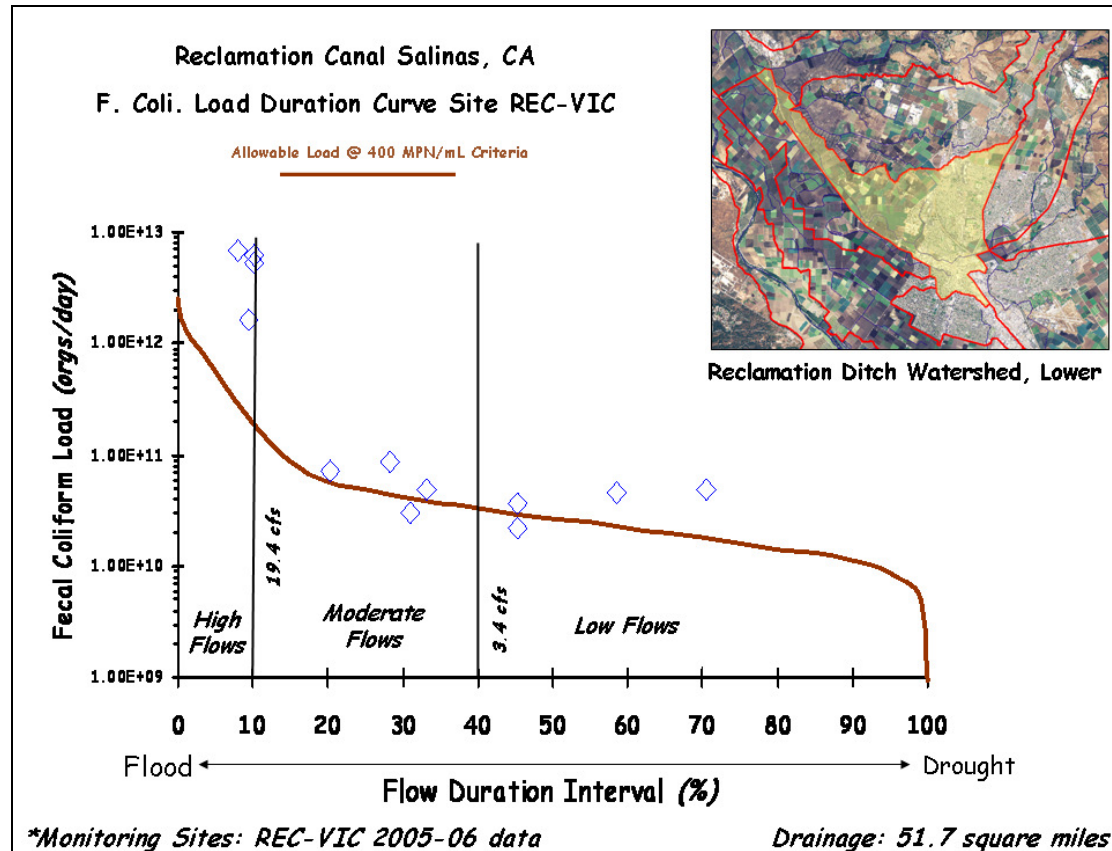 Reclamation Canal Salinas, CA
F. Coli. Load Duration Curve Site REC-VIC
Allowable Load @ 400 MPN/mL Criteria
Reclamation Ditch Watershed, Lower
Fecal Coliform Load (orgs/day)
1.00E+13
1.00E+12
1.00E+11
1.00E+10
1.00E+09
19.4 cfs
3.4 cfs
High
Flows
Moderate
Flows
Low Flows
0 10 20 30 40 50 60 70 80 90 100
Flood
Drought
Flow Duration Interval (%)
*Monitoring Sites: REC-VIC 2005-06 data
Drainage: 51.7 square miles